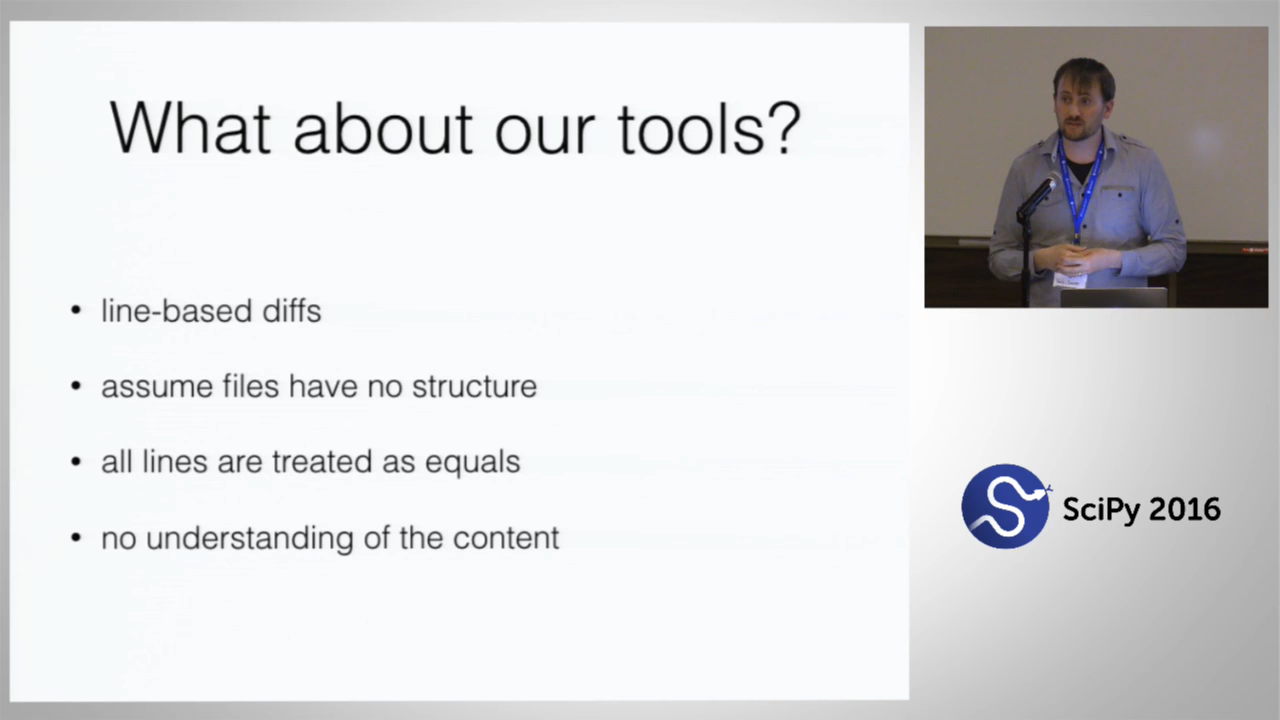 What about our tools?
• line-based diffs
• assume files have no structure
• all lines are treated as equals
• no understanding of the content
SciPy 2016